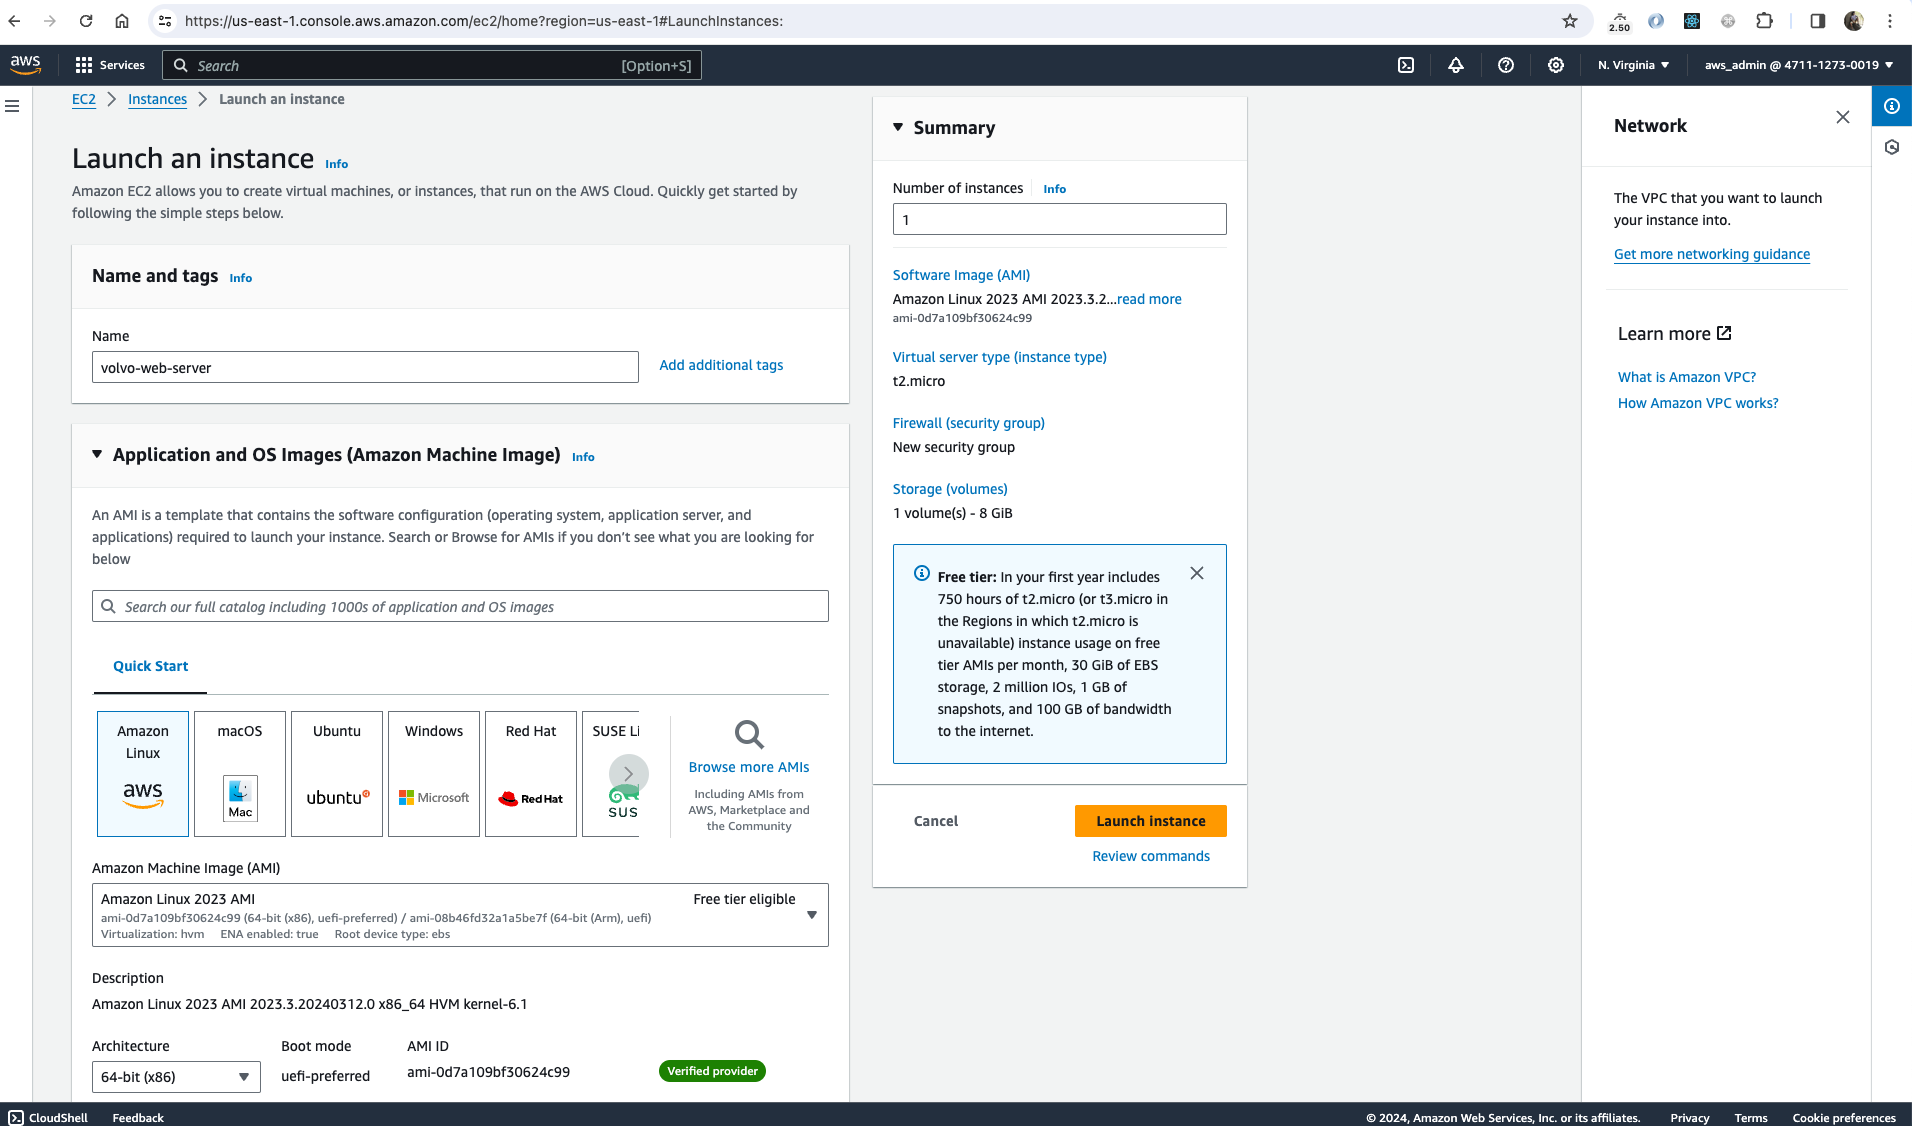 https://us-east-1.console.aws.amazon.com/ec2/home?region=us-east-1#LaunchInstances:
2.50
aws
Services
Search
[Option+S]
N. Virginia
aws_admin @ 4711-1273-0019
EC2
Instances
Launch an instance
Launch an instance
Info
Amazon EC2 allows you to create virtual machines, or instances, that run on the AWS Cloud. Quickly get started by
following the simple steps below.
Name and tags
Info
Name
volvo-web-server
Add additional tags
Application and OS Images (Amazon Machine Image)
Info
An AMI is a template that contains the software configuration (operating system, application server, and
applications) required to launch your instance. Search or Browse for AMIs if you don’t see what you are looking for
below
Search our full catalog including 1000s of application and OS images
Quick Start
Amazon
Linux
aws
macOS
Mac
Ubuntu
ubuntu
Windows
Microsoft
Red Hat
Red Hat
SUSE Li
SUS
Browse more AMIs
Including AMIs from
AWS, Marketplace and
the Community
Amazon Machine Image (AMI)
Amazon Linux 2023 AMI
Free tier eligible
ami-0d7a109bf30624c99 (64-bit (x86), uefi-preferred) / ami-08b46fd32a1a5be7f (64-bit (Arm), uefi)
Virtualization: hvm ENA enabled: true Root device type: ebs
Description
Amazon Linux 2023 AMI 2023.3.20240312.0 x86_64 HVM kernel-6.1
Architecture
Boot mode
AMI ID
64-bit (x86)
uefi-preferred
ami-0d7a109bf30624c99
Verified provider
Summary
Number of instances
Info
1
Software Image (AMI)
Amazon Linux 2023 AMI 2023.3.2...read more
ami-0d7a109bf30624c99
Virtual server type (instance type)
t2.micro
Firewall (security group)
New security group
Storage (volumes)
1 volume(s) - 8 GiB
Free tier: In your first year includes
750 hours of t2.micro (or t3.micro in
the Regions in which t2.micro is
unavailable) instance usage on free
tier AMIs per month, 30 GiB of EBS
storage, 2 million IOs, 1 GB of
snapshots, and 100 GB of bandwidth
to the internet.
Cancel
Launch instance
Review commands
Network
The VPC that you want to launch
your instance into.
Get more networking guidance
Learn more
What is Amazon VPC?
How Amazon VPC works?
CloudShell
Feedback
© 2024, Amazon Web Services, Inc. or its affiliates.
Privacy
Terms
Cookie preferences